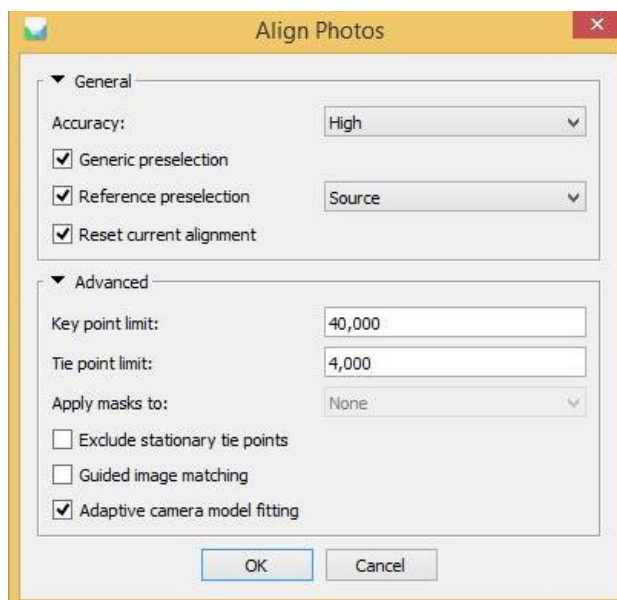 Align Photos
General
Accuracy: High
Generic preselection
Reference preselection Source
Reset current alignment
Advanced
Key point limit: 40,000
Tie point limit: 4,000
Apply masks to: None
Exclude stationary tie points
Guided image matching
Adaptive camera model fitting
OK Cancel